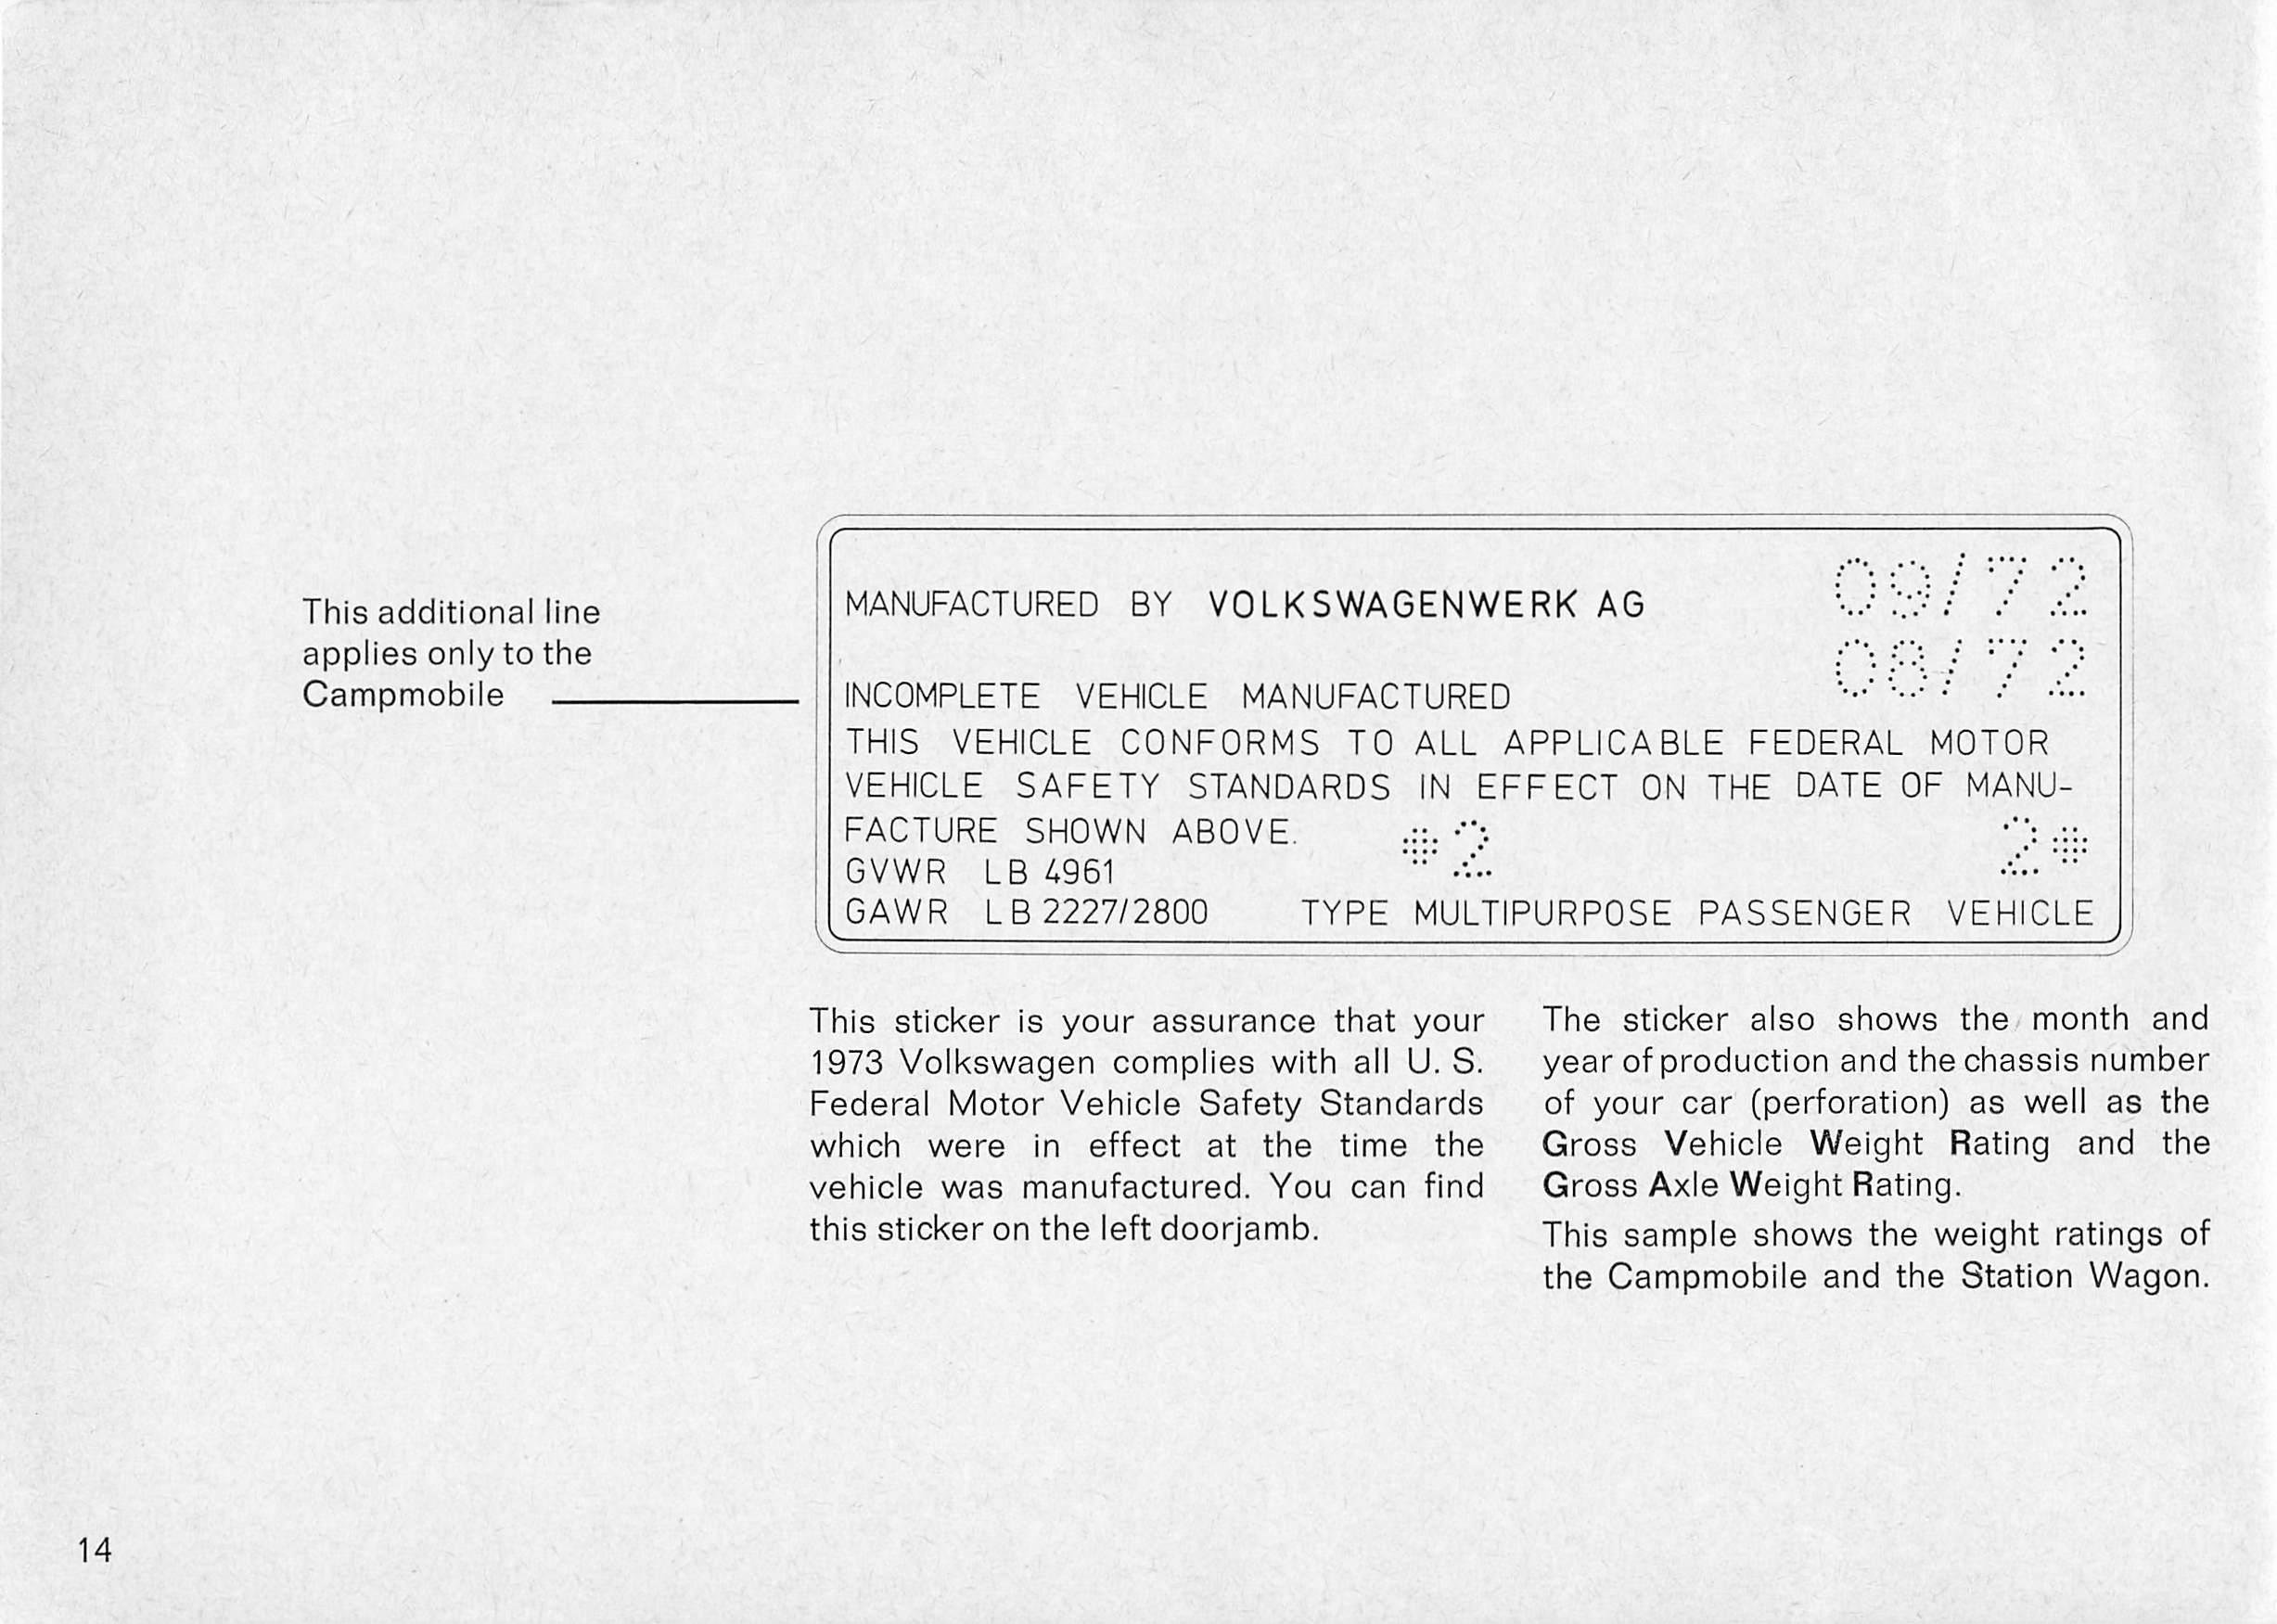 This additional line
applies only to the
Campmobile
MANUFACTURED BY VOLKSWAGENWERK AG 09/72
INCOMPLETE VEHICLE MANUFACTURED 08/72
THIS VEHICLE CONFORMS TO ALL APPLICABLE FEDERAL MOTOR
VEHICLE SAFETY STANDARDS IN EFFECT ON THE DATE OF MANU-
FACTURE SHOWN ABOVE. #2 2#
GVWR LB 4961
GAWR LB 2227/2800 TYPE MULTIPURPOSE PASSENGER VEHICLE
This sticker is your assurance that your
1973 Volkswagen complies with all U. S.
Federal Motor Vehicle Safety Standards
which were in effect at the time the
vehicle was manufactured. You can find
this sticker on the left doorjamb.
The sticker also shows the month and
year of production and the chassis number
of your car (perforation) as well as the
Gross Vehicle Weight Rating and the
Gross Axle Weight Rating.
This sample shows the weight ratings of
the Campmobile and the Station Wagon.
14